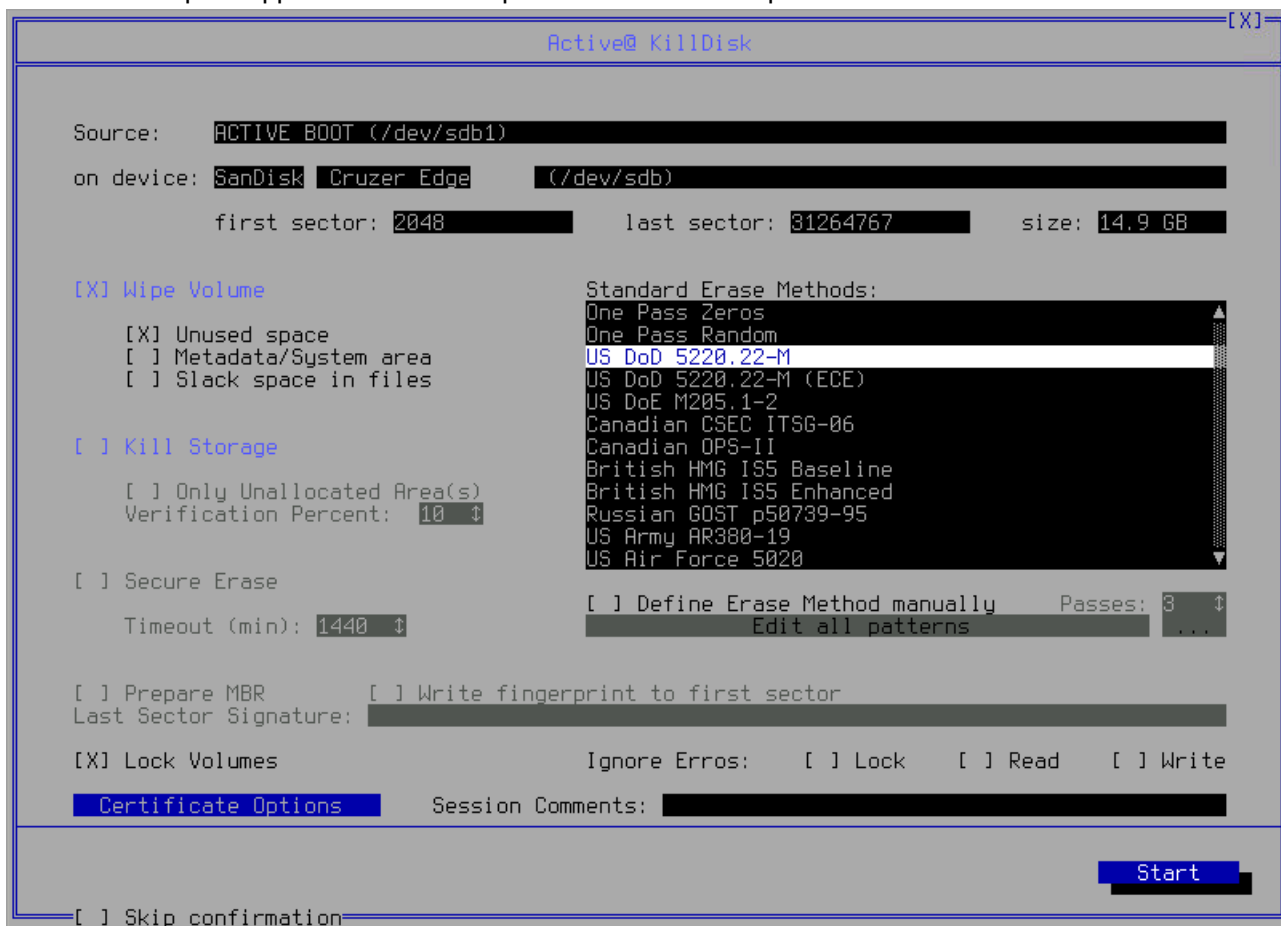 [X]
Active@ KillDisk
Source: ACTIVE BOOT (/dev/sdb1)
on device: SanDisk Cruzer Edge (/dev/sdb)
first sector: 2048 last sector: 31264767 size: 14.9 GB
[X] Wipe Volume
[X] Unused space
[ ] Metadata/System area
[ ] Slack space in files
[ ] Kill Storage
[ ] Only Unallocated Area(s)
Verification Percent: 10
[ ] Secure Erase
Timeout (min): 1440
Standard Erase Methods:
One Pass Zeros
One Pass Random
US DoD 5220.22-M
US DoD 5220.22-M (ECE)
US DoE M205.1-2
Canadian CSEC ITSG-06
Canadian OPS-II
British HMG IS5 Baseline
British HMG IS5 Enhanced
Russian GOST p50739-95
US Army AR380-19
US Air Force 5020
[ ] Define Erase Method manually Passes: 3
Edit all patterns ...
[ ] Prepare MBR [ ] Write fingerprint to first sector
Last Sector Signature:
[X] Lock Volumes Ignore Erros: [ ] Lock [ ] Read [ ] Write
Certificate Options Session Comments:
Start
[ ] Skip confirmation